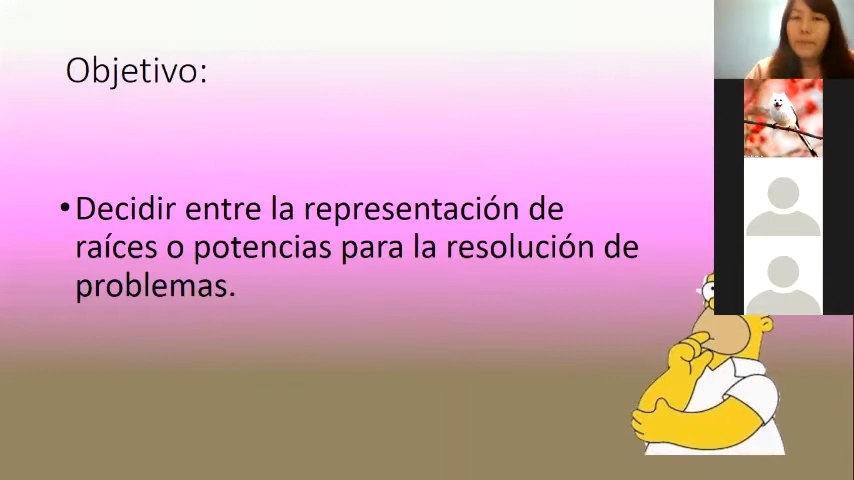 Objetivo:
•Decidir entre la representación de
raíces o potencias para la resolución de
problemas.